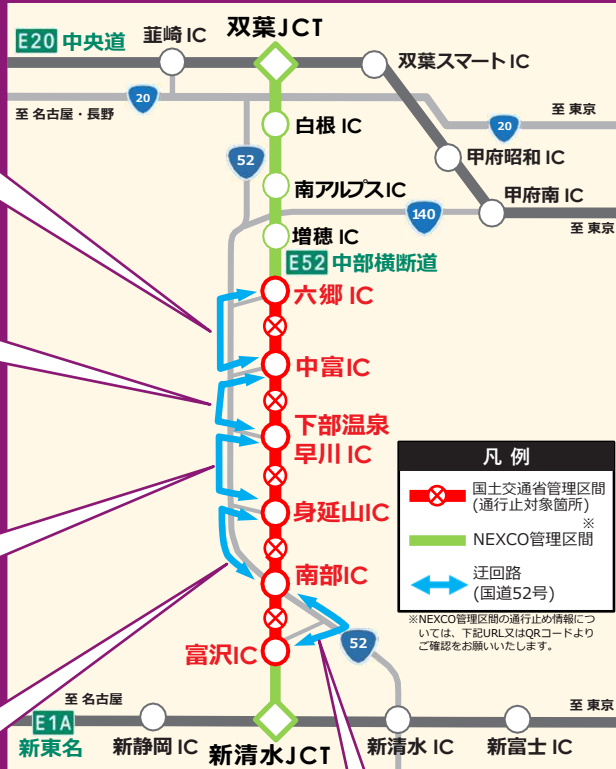 双葉JCT
E20 中央道
韮崎 IC
双葉スマート IC
20
至 名古屋・長野
至 東京
20
白根 IC
52
甲府昭和 IC
南アルプスIC
甲府南 IC
140
至 東京
増穂 IC
E52 中部横断道
六郷 IC
中富IC
下部温泉
早川 IC
凡 例
国土交通省管理区間
(通行止対象箇所)
※
NEXCO管理区間
迂回路
(国道52号)
※NEXCO管理区間の通行止め情報につ
いては、下記URL又はQRコードより
ご確認をお願いいたします。
身延山IC
南部IC
52
富沢IC
至 名古屋
至 東京
E1A
新東名
新静岡 IC
新清水JCT
新清水 IC
新富士 IC